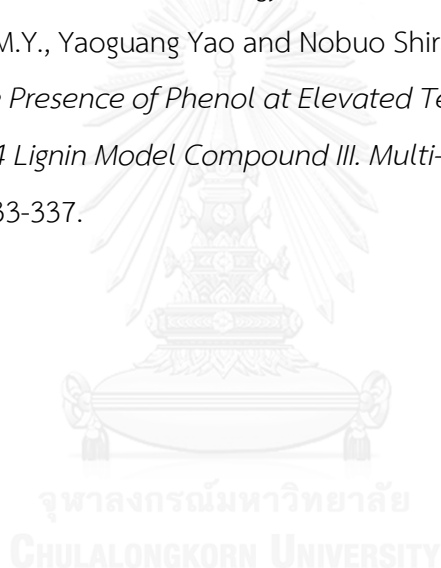 M.Y., Yaoguang Yao and Nobuo Shir
Presence of Phenol at Elevated Te
4 Lignin Model Compound III. Multi-
33-337.
จุฬาลงกรณ์มหาวิทยาลัย
CHULALONGKORN UNIVERSITY